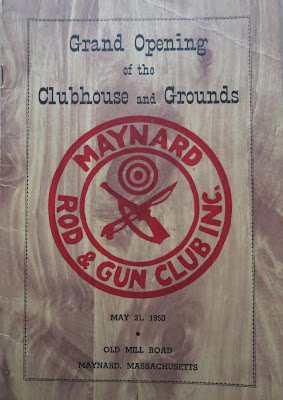 Grand Opening
of the
Clubhouse and Grounds
MAYNARD
ROD & GUN CLUB INC.
MAY 21, 1950
OLD MILL ROAD
MAYNARD, MASSACHUSETTS